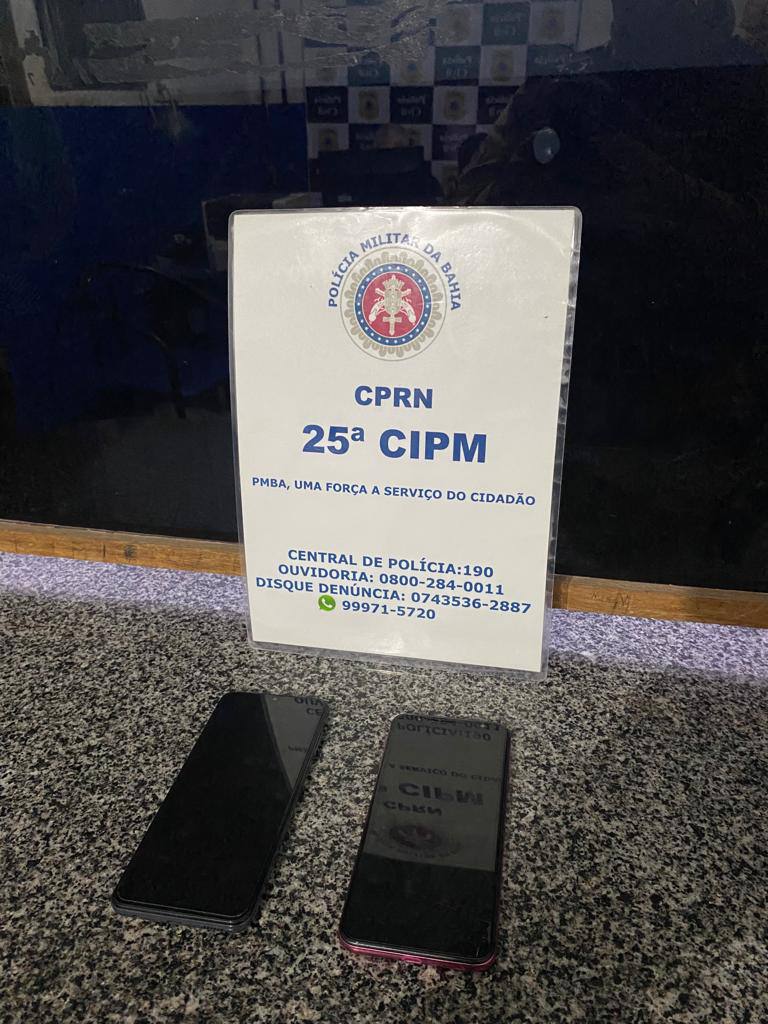 POLÍCIA MILITAR DA BAHIA
CPRN
25ª CIPM
PMBA, UMA FORÇA A SERVIÇO DO CIDADÃO
CENTRAL DE POLÍCIA:190
OUVIDORIA: 0800-284-0011
DISQUE DENÚNCIA: 0743536-2887
99971-5720